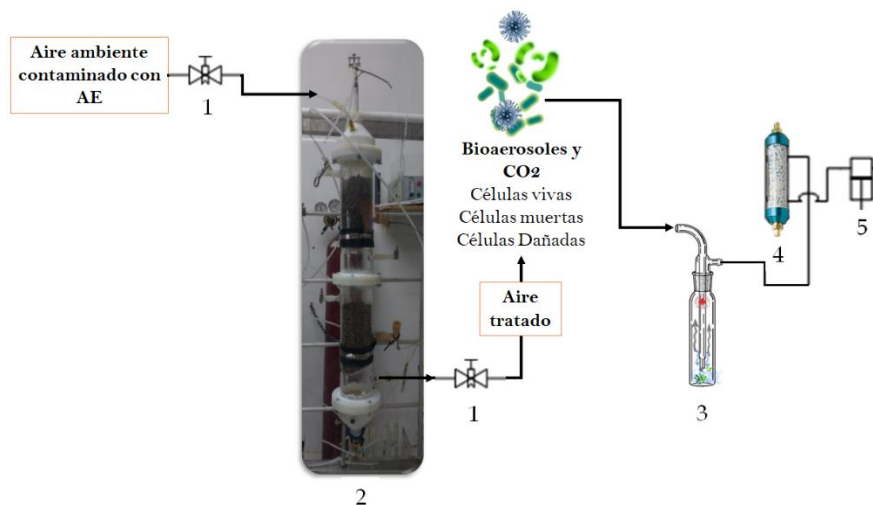 Aire ambiente
contaminado con
AE
1
2
Bioaerosoles y
CO2
Células vivas
Células muertas
Células Dañadas
Aire
tratado
1
3
4
5